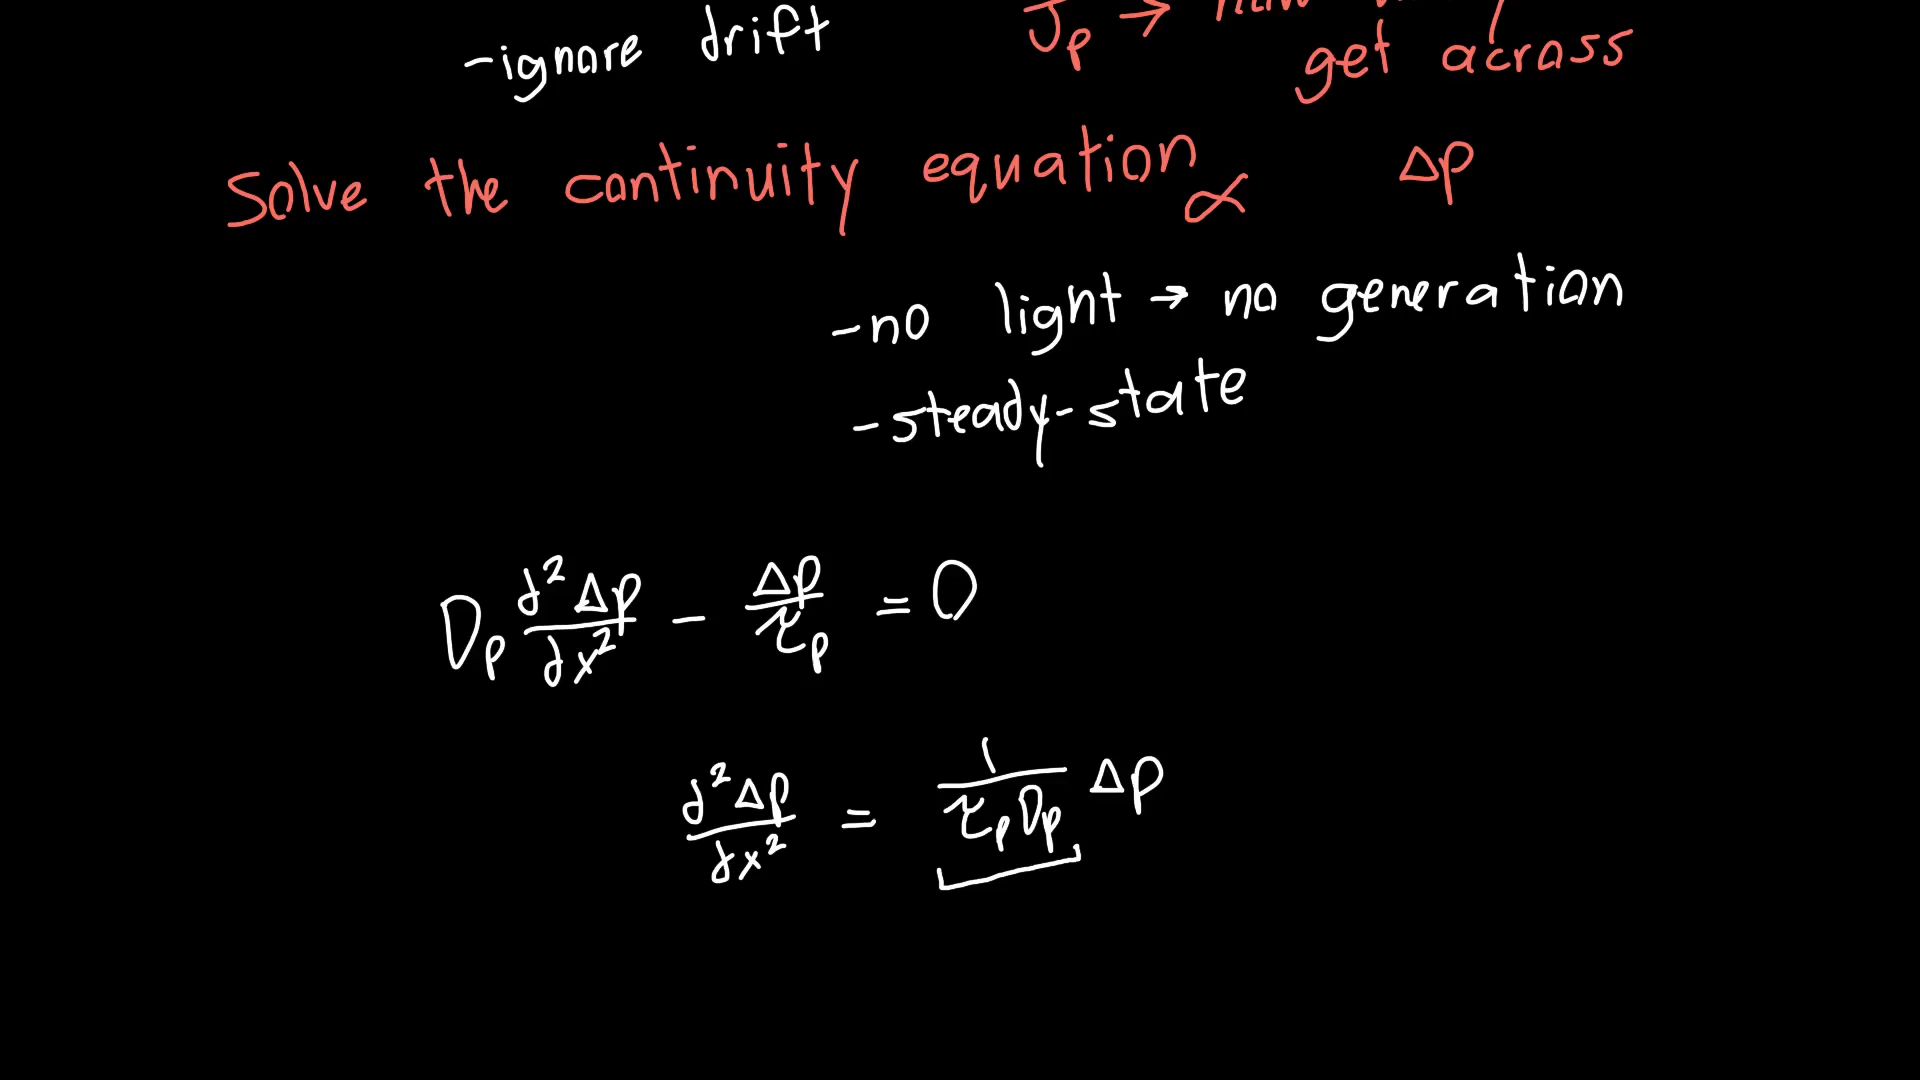 -ignore drift
Jp →
get across
Solve the continuity equation ∝ Δp
-no light → no generation
-steady-state
Dp d²Δp/dx² - Δp/τp = 0
d²Δp/dx² = 1/τpDp Δp